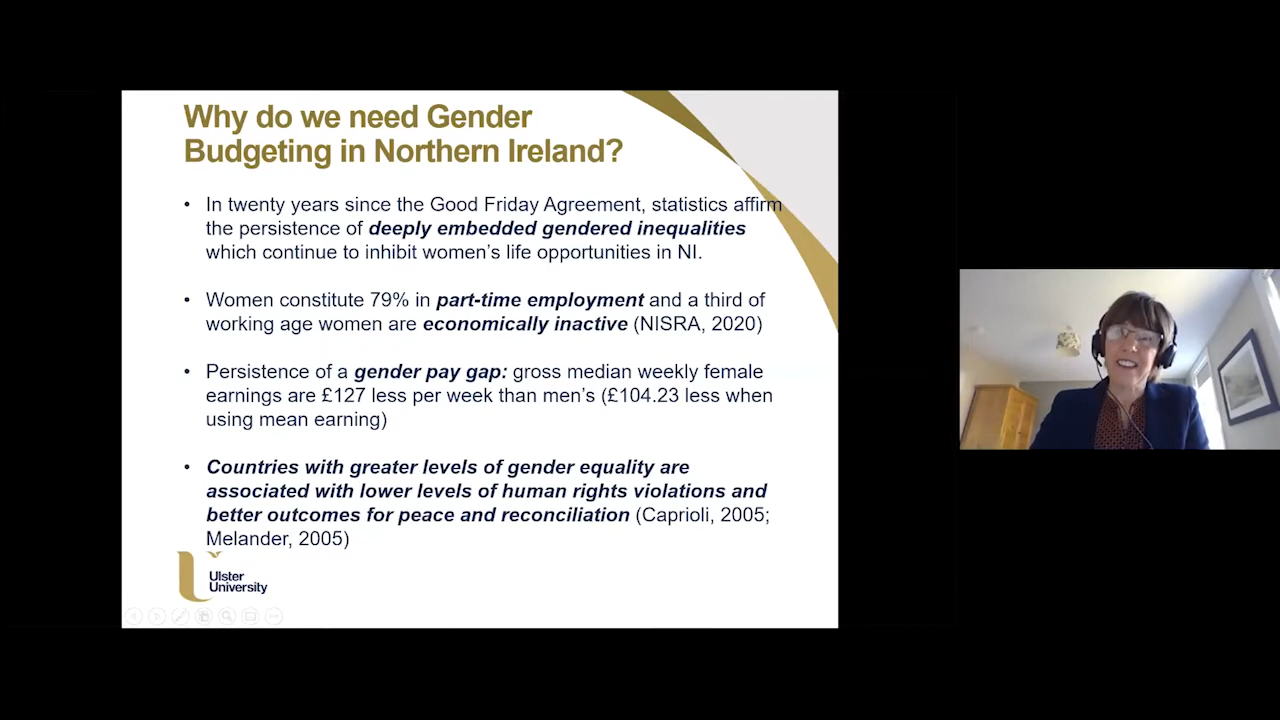 Why do we need Gender
Budgeting in Northern Ireland?
• In twenty years since the Good Friday Agreement, statistics affirm
the persistence of deeply embedded gendered inequalities
which continue to inhibit women’s life opportunities in NI.
• Women constitute 79% in part-time employment and a third of
working age women are economically inactive (NISRA, 2020)
• Persistence of a gender pay gap: gross median weekly female
earnings are £127 less per week than men’s (£104.23 less when
using mean earning)
• Countries with greater levels of gender equality are
associated with lower levels of human rights violations and
better outcomes for peace and reconciliation (Caprioli, 2005;
Melander, 2005)
Ulster
University